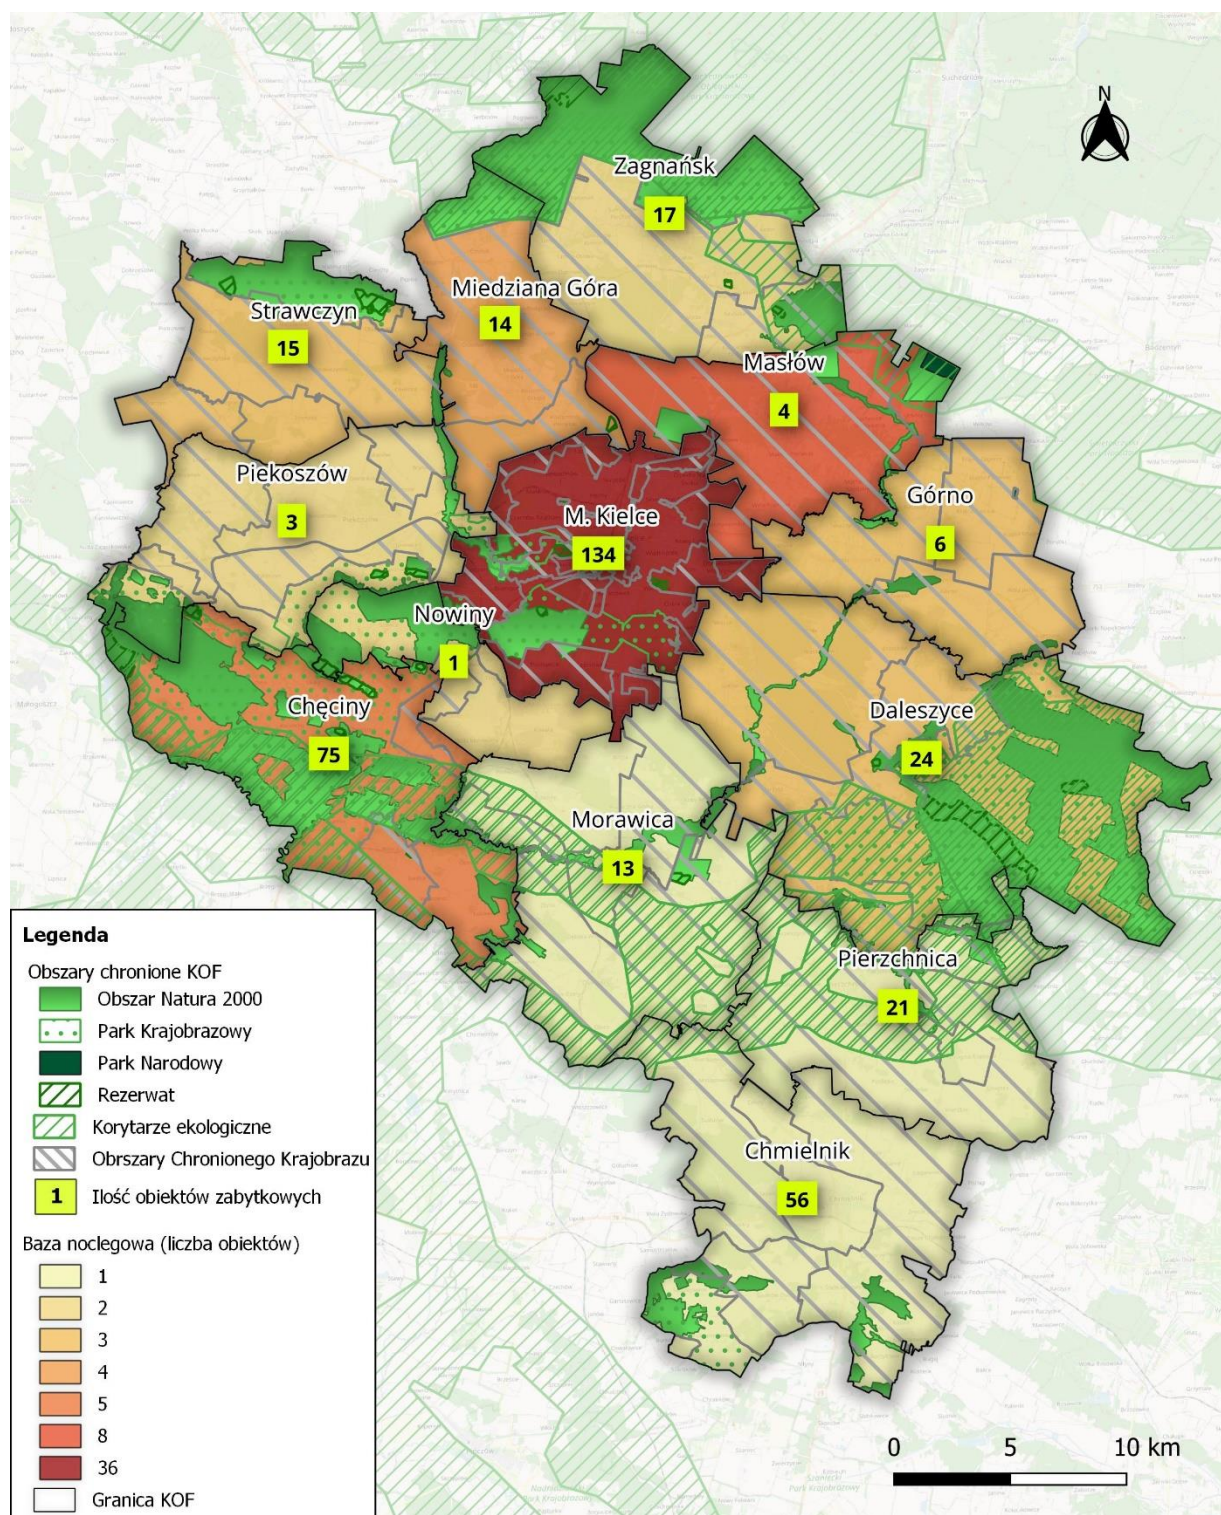 N
Zagnańsk
17
Miedziana Góra
14
Strawczyn
15
Masłów
4
Piekoszów
3
Górno
6
M. Kielce
134
Nowiny
1
Chęciny
75
Daleszyce
24
Morawica
13
Pierzchnica
21
Chmielnik
56
Legenda
Obszary chronione KOF
Obszar Natura 2000
Park Krajobrazowy
Park Narodowy
Rezerwat
Korytarze ekologiczne
Obrszary Chronionego Krajobrazu
1 Ilość obiektów zabytkowych
Baza noclegowa (liczba obiektów)
1
2
3
4
5
8
36
Granica KOF
0 5 10 km